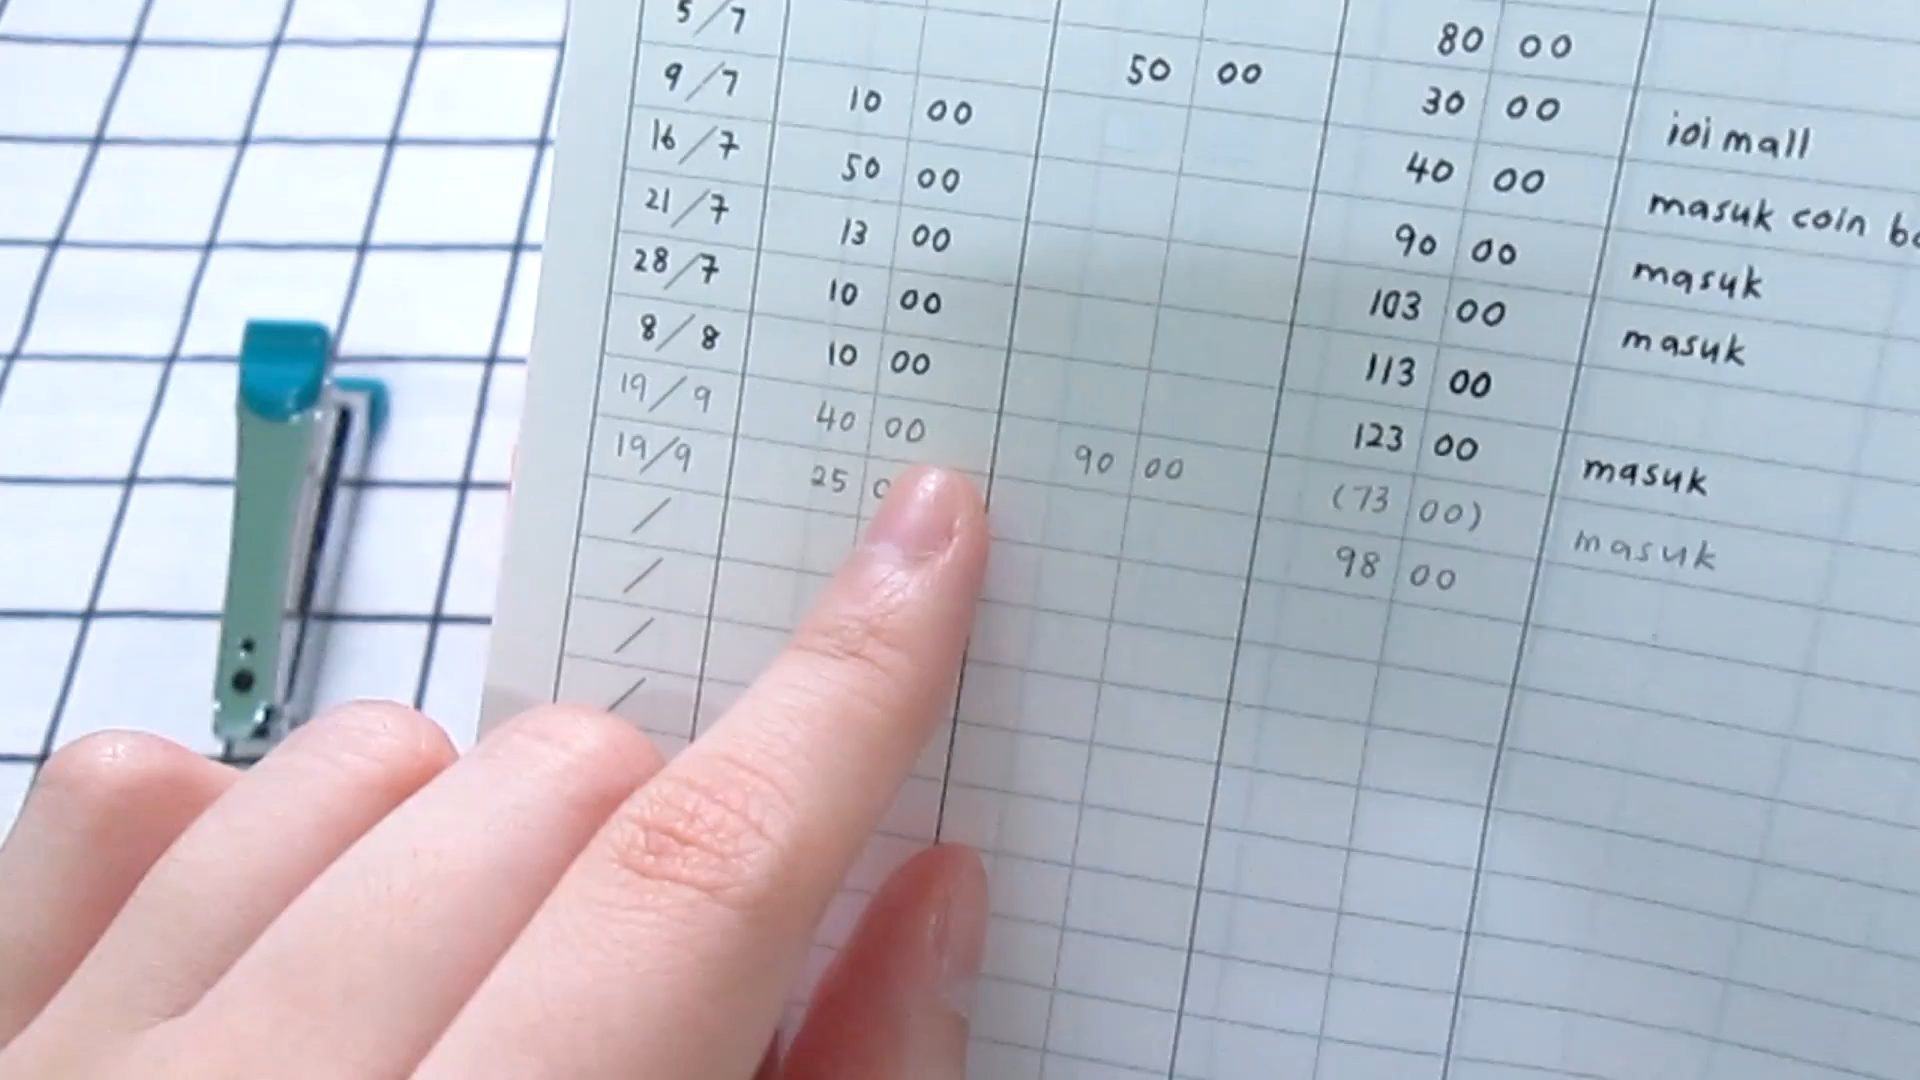 80 00
5/7 50 00 30 00 ioi mall
9/7 10 00 40 00 masuk coin
16/7 50 00 90 00 masuk
21/7 13 00 103 00 masuk
28/7 10 00 113 00
8/8 10 00 123 00 masuk
19/9 40 00 90 00 (73 00) masuk
19/9 25 98 00
/
/
/
/